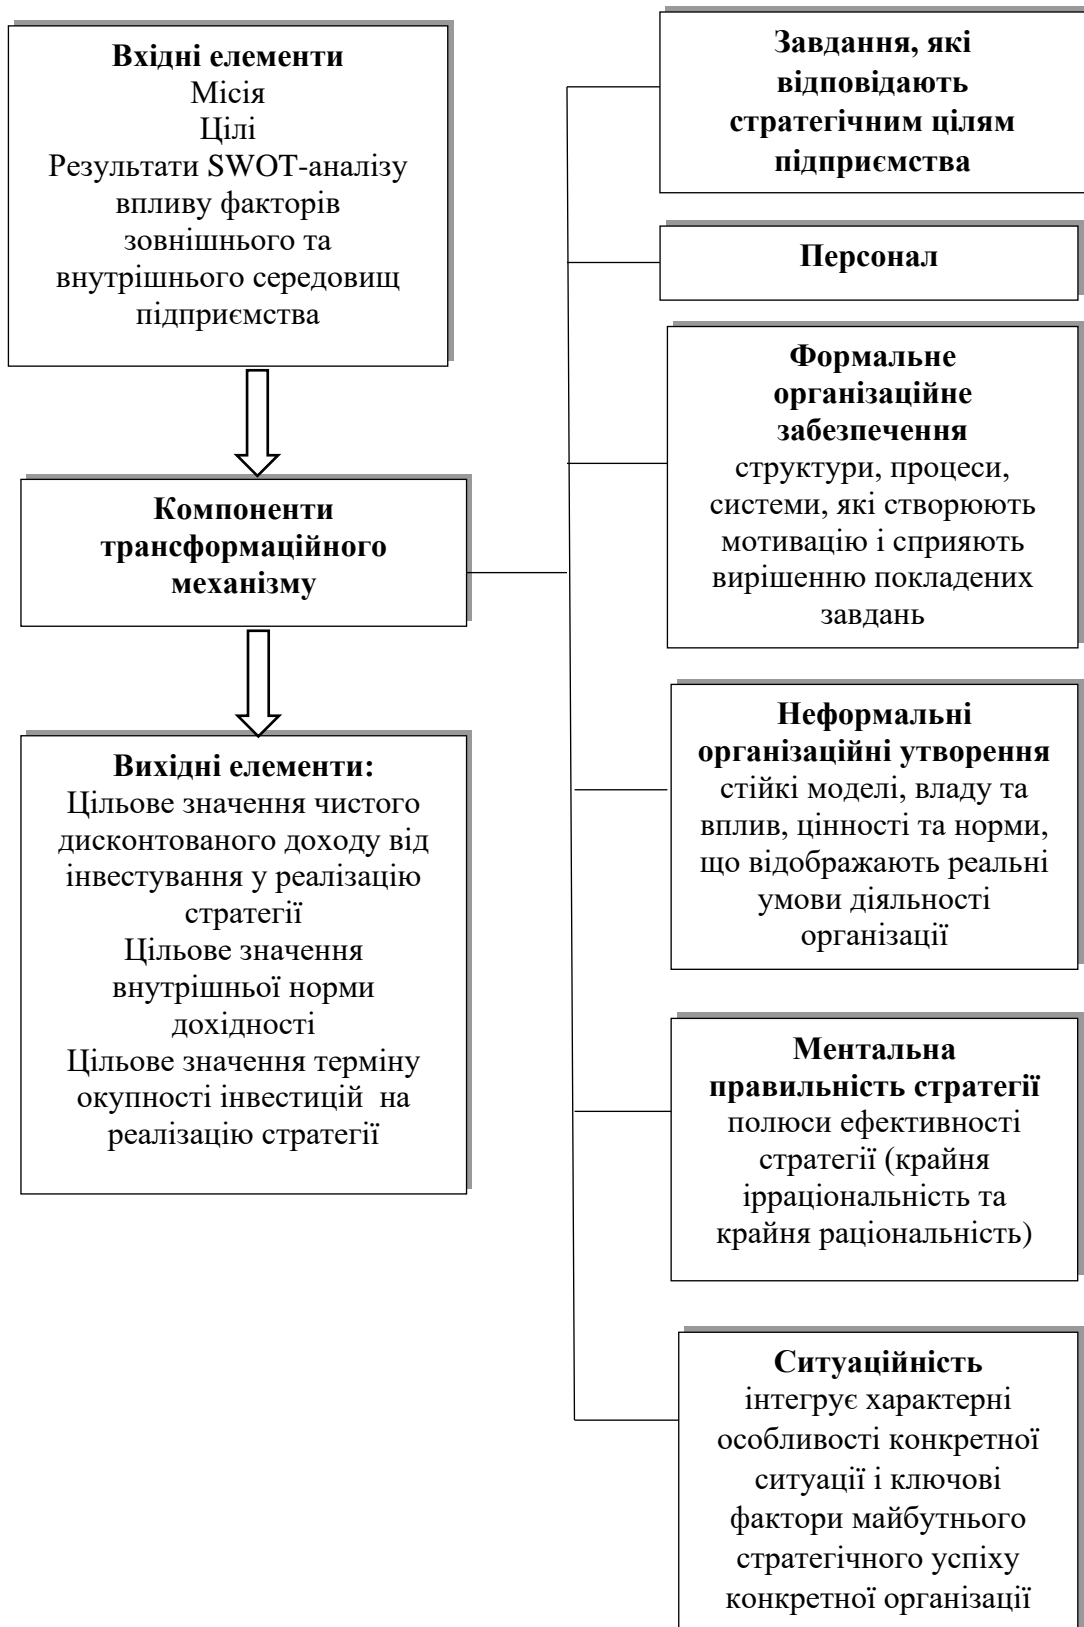 Вхідні елементи
Місія
Цілі
Результати SWOT-аналізу
впливу факторів
зовнішнього та
внутрішнього середовищ
підприємства
Компоненти
трансформаційного
механізму
Вихідні елементи:
Цільове значення чистого
дисконтованого доходу від
інвестування у реалізацію
стратегії
Цільове значення
внутрішньої норми
дохідності
Цільове значення терміну
окупності інвестицій на
реалізацію стратегії
Завдання, які
відповідають
стратегічним цілям
підприємства
Персонал
Формальне
організаційне
забезпечення
структури, процеси,
системи, які створюють
мотивацію і сприяють
вирішенню покладених
завдань
Неформальні
організаційні утворення
стійкі моделі, владу та
вплив, цінності та норми,
що відображають реальні
умови діяльності
організації
Ментальна
правильність стратегії
полюси ефективності
стратегії (крайня
ірраціональність та
крайня раціональність)
Ситуаційність
інтегрує характерні
особливості конкретної
ситуації і ключові
фактори майбутнього
стратегічного успіху
конкретної організації